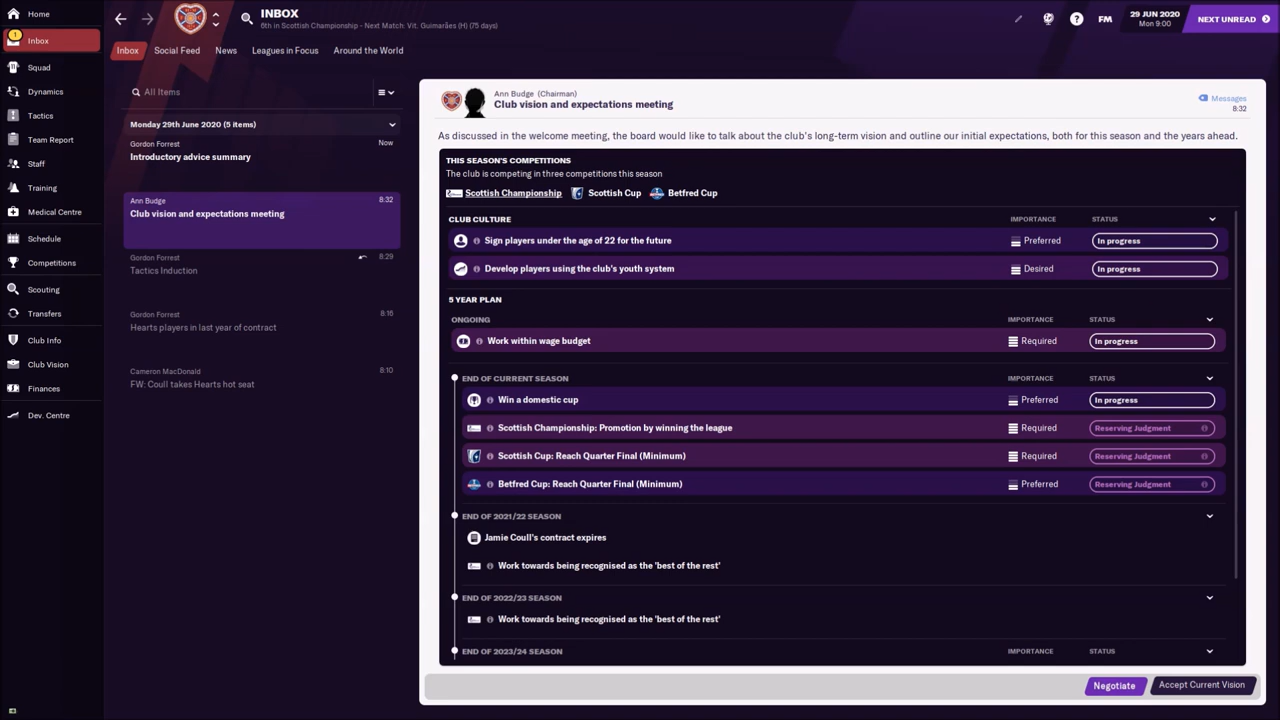 Home
Inbox
1
Squad
Dynamics
Tactics
Team Report
Staff
Training
Medical Centre
Schedule
Competitions
Scouting
Transfers
Club Info
Club Vision
Finances
Dev. Centre
INBOX
6th in Scottish Championship - Next Match: Vit. Guimarães (H) (75 days)
FM
29 JUN 2020
Mon 9:00
NEXT UNREAD
Inbox
Social Feed
News
Leagues in Focus
Around the World
All Items
Monday 29th June 2020 (5 items)
Gordon Forrest Now
Introductory advice summary
Ann Budge 8:32
Club vision and expectations meeting
Gordon Forrest 8:29
Tactics Induction
Gordon Forrest 8:16
Hearts players in last year of contract
Cameron MacDonald 8:10
FW: Coull takes Hearts hot seat
Ann Budge (Chairman)
Club vision and expectations meeting
Messages
8:32
As discussed in the welcome meeting, the board would like to talk about the club's long-term vision and outline our initial expectations, both for this season and the years ahead.
THIS SEASON'S COMPETITIONS
The club is competing in three competitions this season
Scottish Championship Scottish Cup Betfred Cup
CLUB CULTURE IMPORTANCE STATUS
Sign players under the age of 22 for the future Preferred In progress
Develop players using the club's youth system Desired In progress
5 YEAR PLAN
ONGOING IMPORTANCE STATUS
Work within wage budget Required In progress
END OF CURRENT SEASON IMPORTANCE STATUS
Win a domestic cup Preferred In progress
Scottish Championship: Promotion by winning the league Required Reserving Judgment
Scottish Cup: Reach Quarter Final (Minimum) Required Reserving Judgment
Betfred Cup: Reach Quarter Final (Minimum) Preferred Reserving Judgment
END OF 2021/22 SEASON
Jamie Coull's contract expires
Work towards being recognised as the 'best of the rest'
END OF 2022/23 SEASON
Work towards being recognised as the 'best of the rest'
END OF 2023/24 SEASON IMPORTANCE STATUS
Negotiate
Accept Current Vision